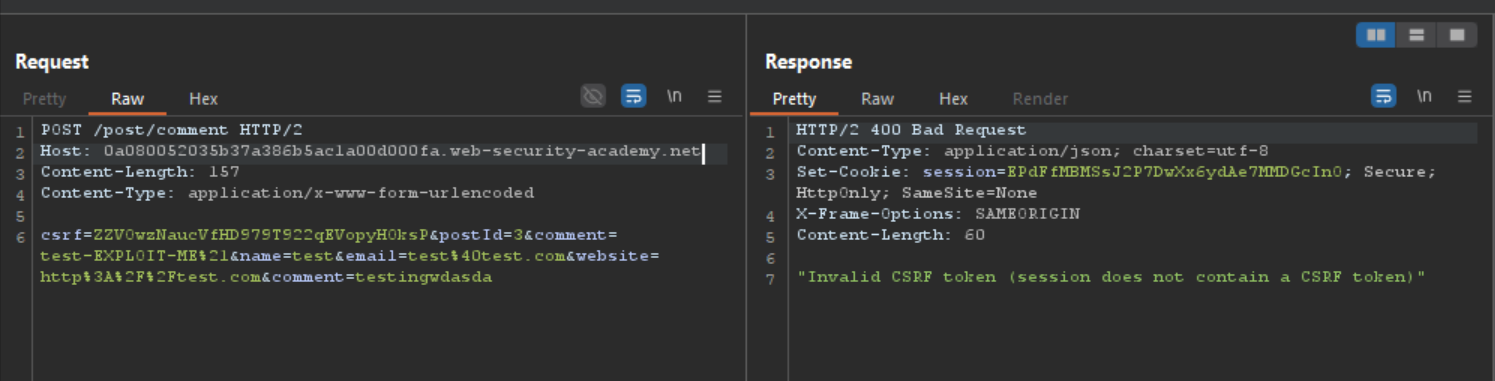 Request
Pretty Raw Hex \n
1 POST /post/comment HTTP/2
2 Host: 0a080052035b37a386b5ac1a00d000fa.web-security-academy.net
3 Content-Length: 157
4 Content-Type: application/x-www-form-urlencoded
5
6 csrf=ZZV0wzNaucVfHD979T922qEVopyH0ksP&postId=3&comment=
test-EXPLOIT-ME%21&name=test&email=test%40test.com&website=
http%3A%2F%2Ftest.com&comment=testingwdasda
Response
Pretty Raw Hex Render \n
1 HTTP/2 400 Bad Request
2 Content-Type: application/json; charset=utf-8
3 Set-Cookie: session=EPdFfMBMSsJ2P7DwXx6ydAe7MMDGcIn0; Secure;
HttpOnly; SameSite=None
4 X-Frame-Options: SAMEORIGIN
5 Content-Length: 60
6
7 "Invalid CSRF token (session does not contain a CSRF token)"